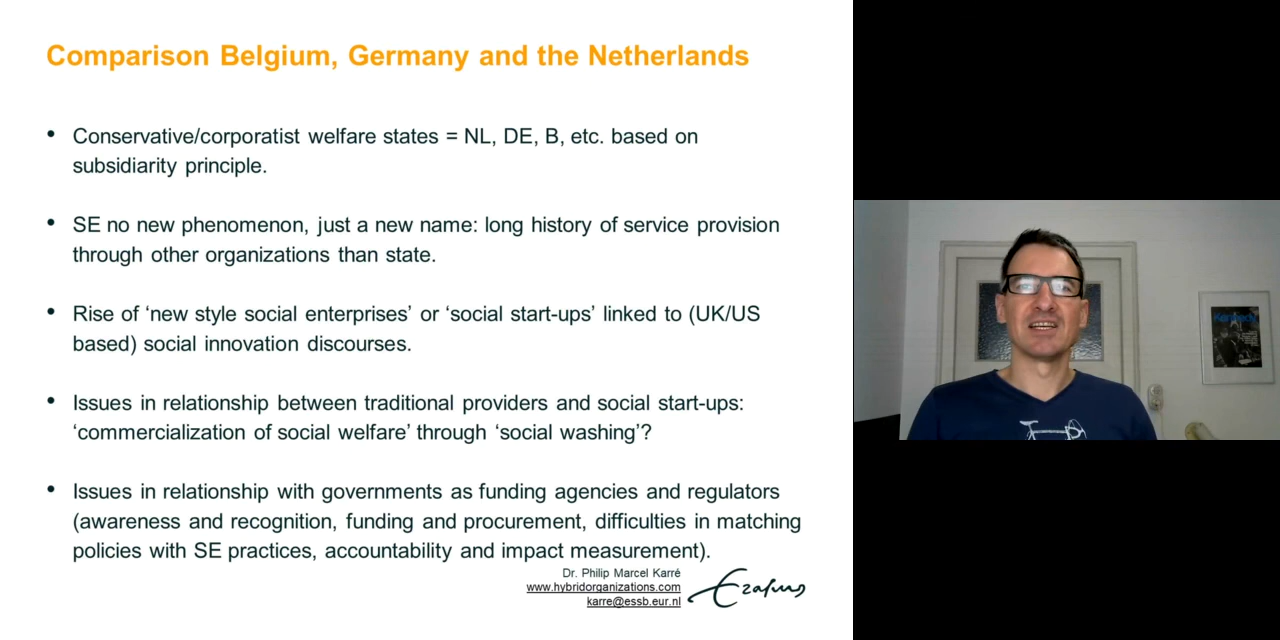 Comparison Belgium, Germany and the Netherlands
• Conservative/corporatist welfare states = NL, DE, B, etc. based on
subsidiarity principle.
• SE no new phenomenon, just a new name: long history of service provision
through other organizations than state.
• Rise of ‘new style social enterprises’ or ‘social start-ups’ linked to (UK/US
based) social innovation discourses.
• Issues in relationship between traditional providers and social start-ups:
‘commercialization of social welfare’ through ‘social washing’?
• Issues in relationship with governments as funding agencies and regulators
(awareness and recognition, funding and procurement, difficulties in matching
policies with SE practices, accountability and impact measurement).
Dr. Philip Marcel Karré
www.hybridorganizations.com
karre@essb.eur.nl
Erasmus
Kennedy